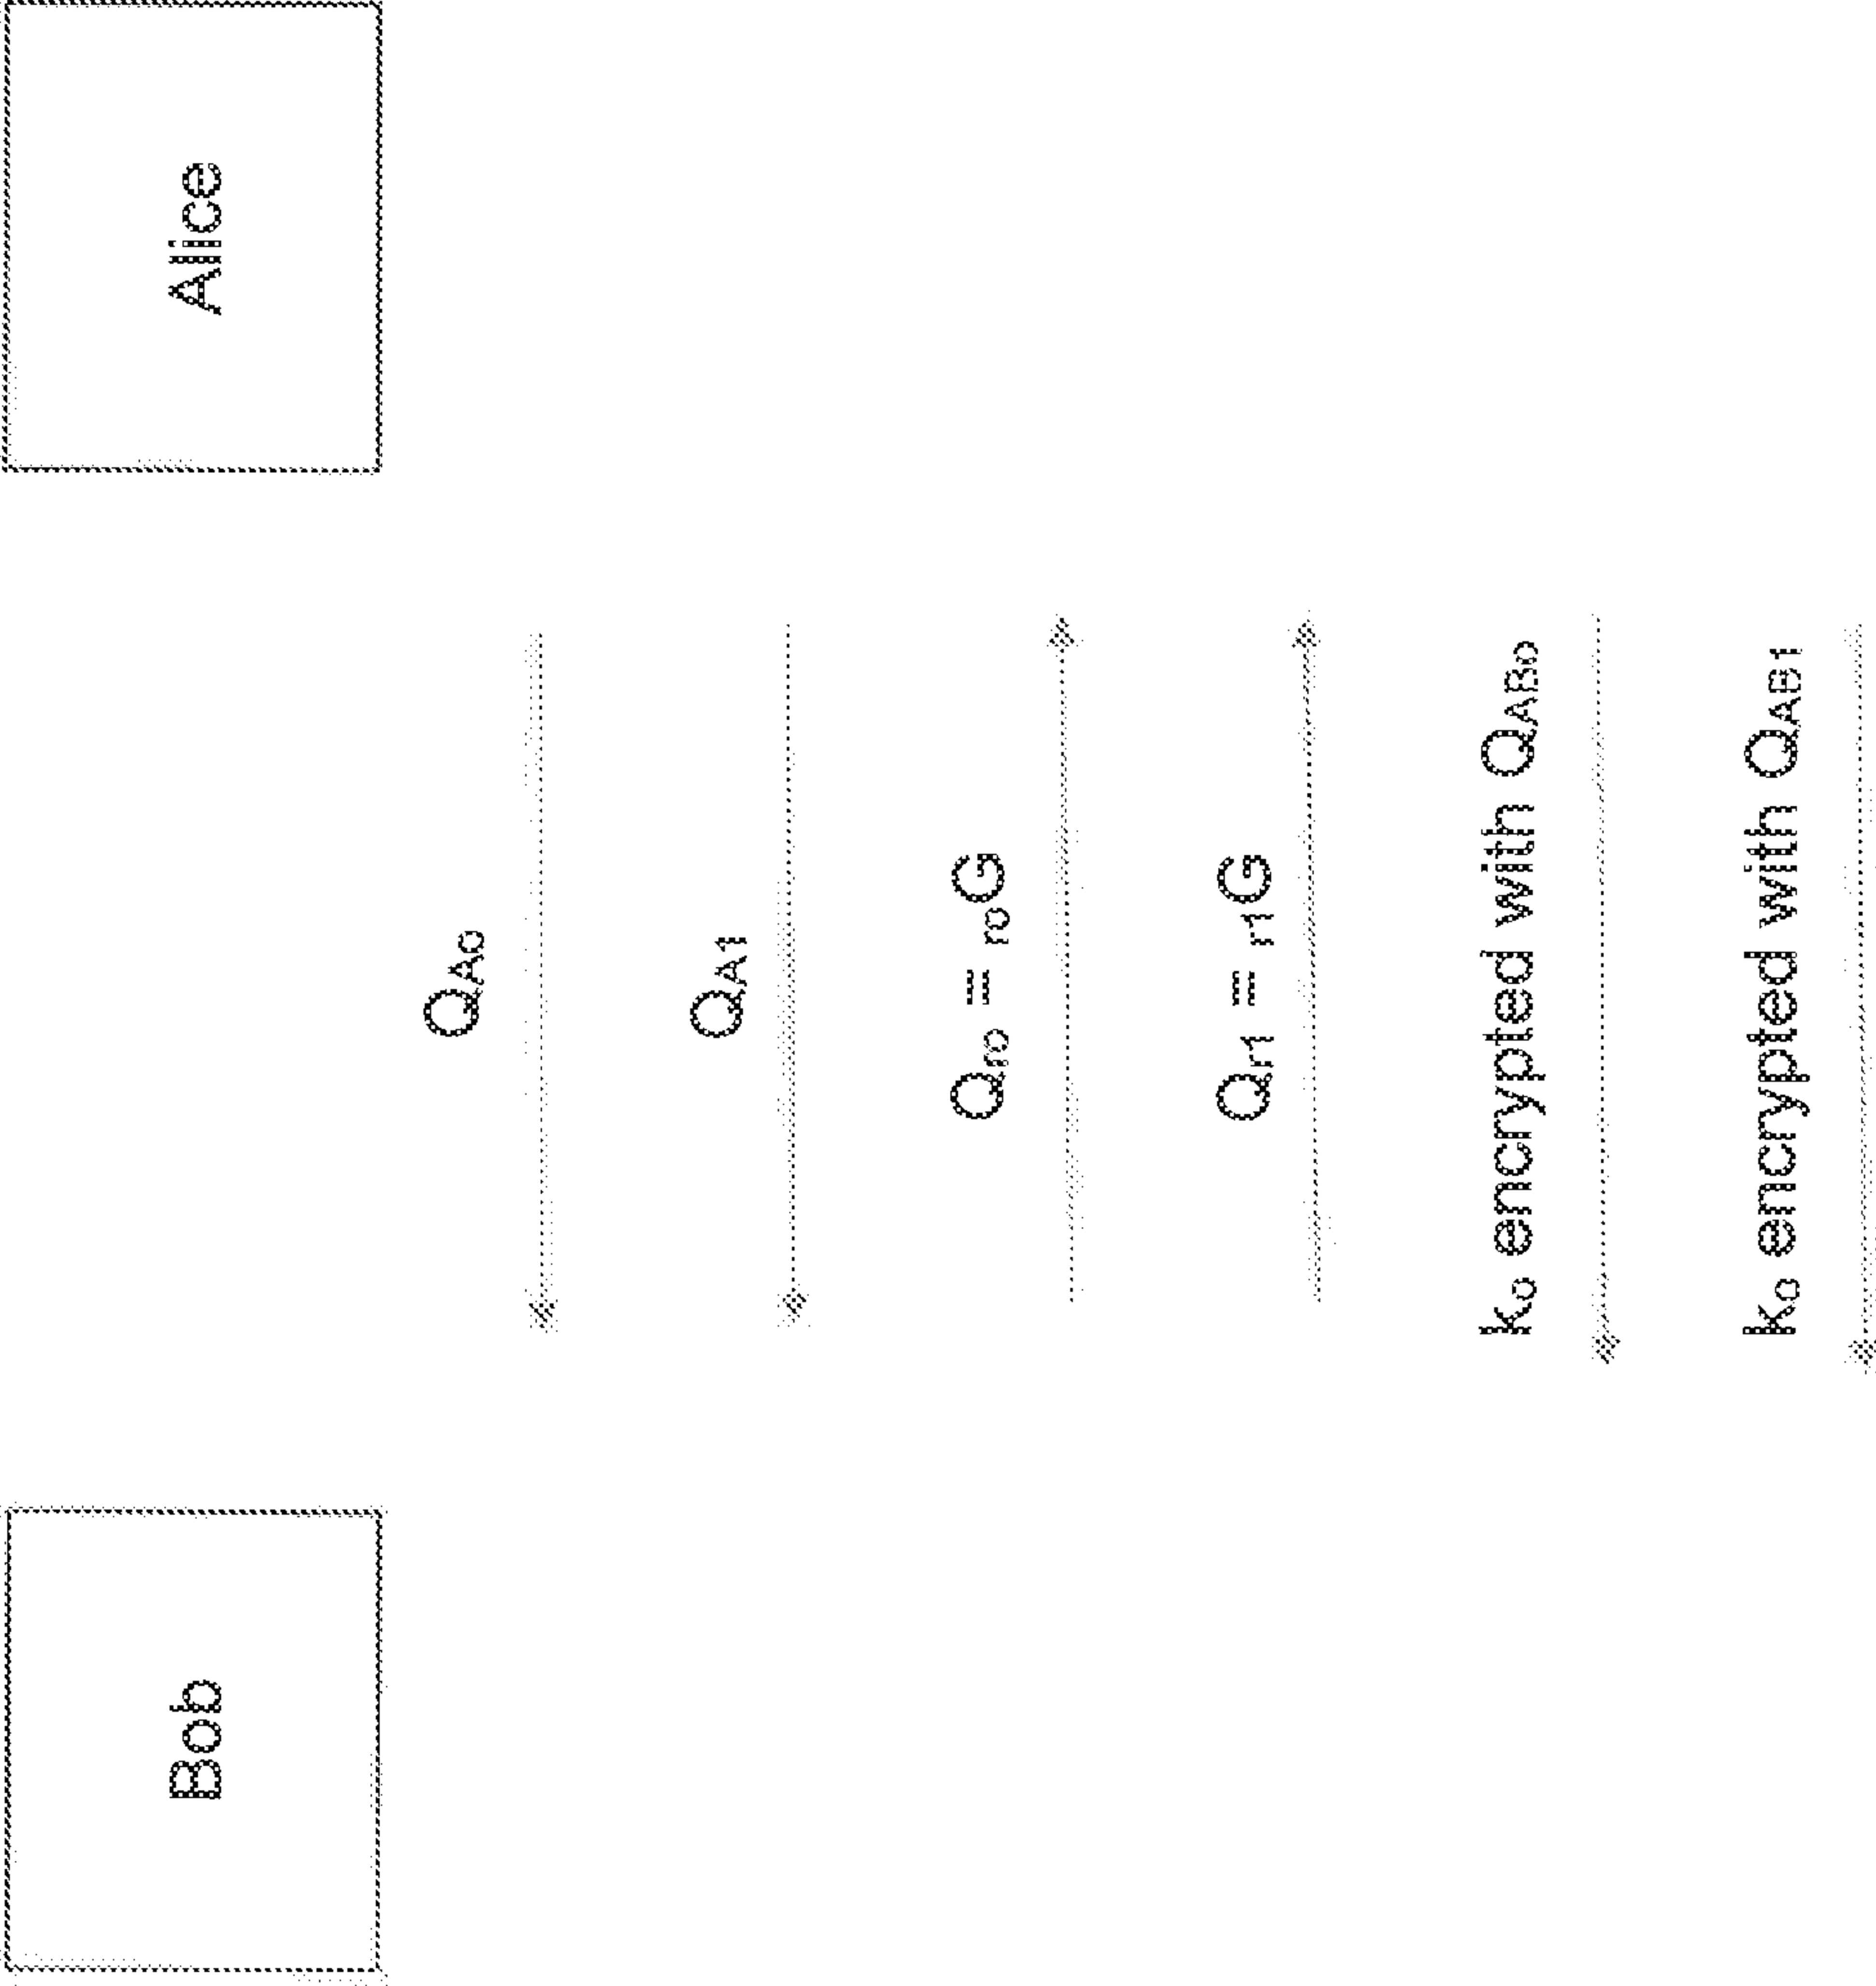 Bob
Alice
QA0
QA1
Qr0 = r0G
Qr1 = r1G
k0 encrypted with QAB0
k0 encrypted with QAB1